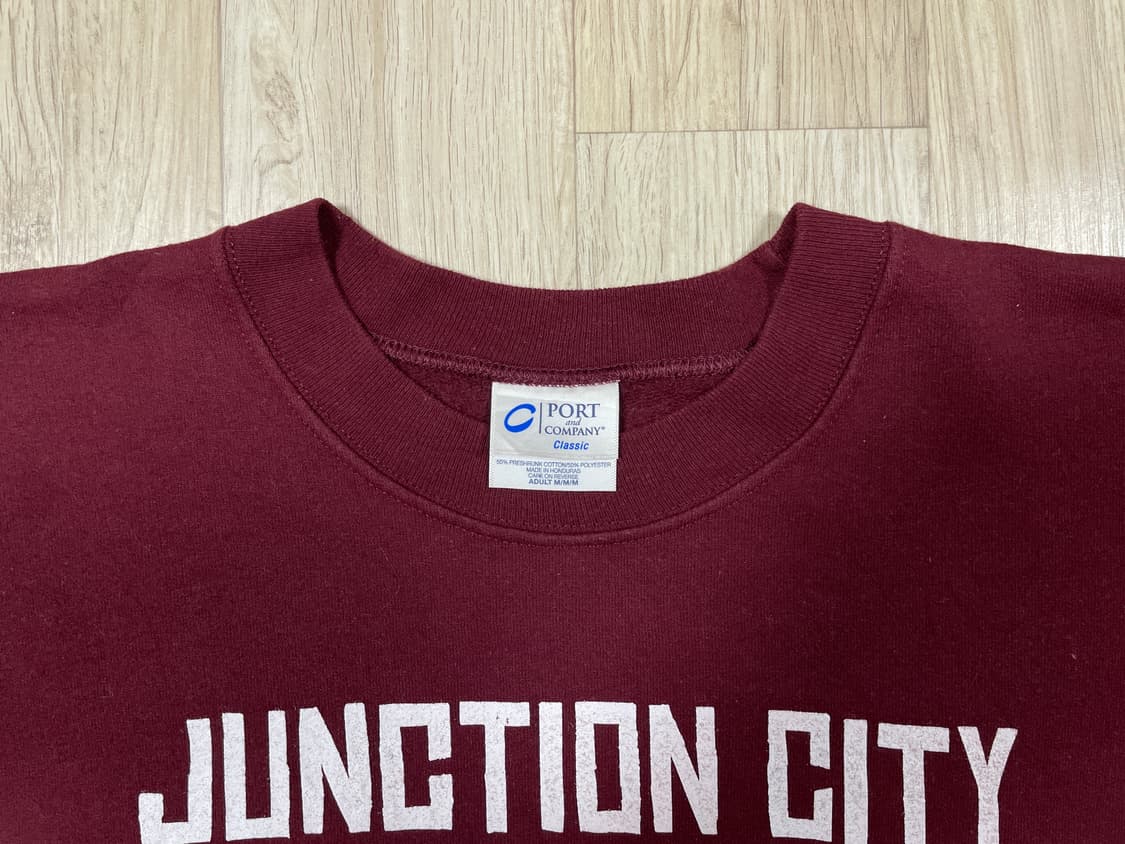 PORT
and
COMPANY®
Classic
50% PRESHRUNK COTTON/50% POLYESTER
MADE IN HONDURAS
CARE ON REVERSE
ADULT M/M/M
JUNCTION CITY